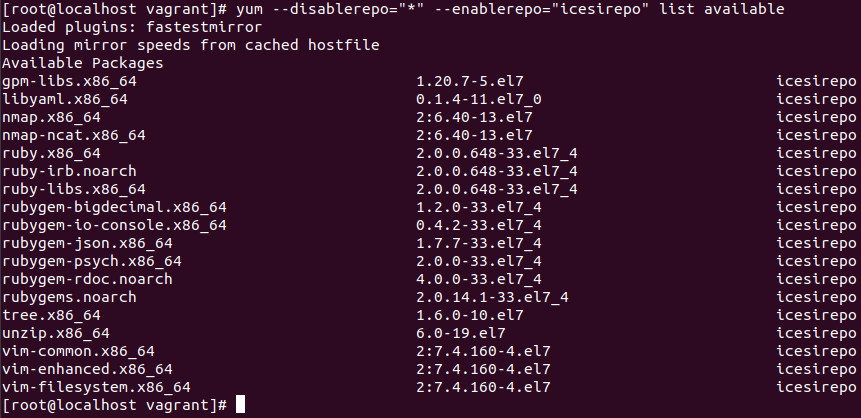 [root@localhost vagrant]# yum --disablerepo="*" --enablerepo="icesirepo" list available
Loaded plugins: fastestmirror
Loading mirror speeds from cached hostfile
Available Packages
gpm-libs.x86_64 1.20.7-5.el7 icesirepo
libyaml.x86_64 0.1.4-11.el7_0 icesirepo
nmap.x86_64 2:6.40-13.el7 icesirepo
nmap-ncat.x86_64 2:6.40-13.el7 icesirepo
ruby.x86_64 2.0.0.648-33.el7_4 icesirepo
ruby-irb.noarch 2.0.0.648-33.el7_4 icesirepo
ruby-libs.x86_64 2.0.0.648-33.el7_4 icesirepo
rubygem-bigdecimal.x86_64 1.2.0-33.el7_4 icesirepo
rubygem-io-console.x86_64 0.4.2-33.el7_4 icesirepo
rubygem-json.x86_64 1.7.7-33.el7_4 icesirepo
rubygem-psych.x86_64 2.0.0-33.el7_4 icesirepo
rubygem-rdoc.noarch 4.0.0-33.el7_4 icesirepo
rubygems.noarch 2.0.14.1-33.el7_4 icesirepo
tree.x86_64 1.6.0-10.el7 icesirepo
unzip.x86_64 6.0-19.el7 icesirepo
vim-common.x86_64 2:7.4.160-4.el7 icesirepo
vim-enhanced.x86_64 2:7.4.160-4.el7 icesirepo
vim-filesystem.x86_64 2:7.4.160-4.el7 icesirepo
[root@localhost vagrant]#